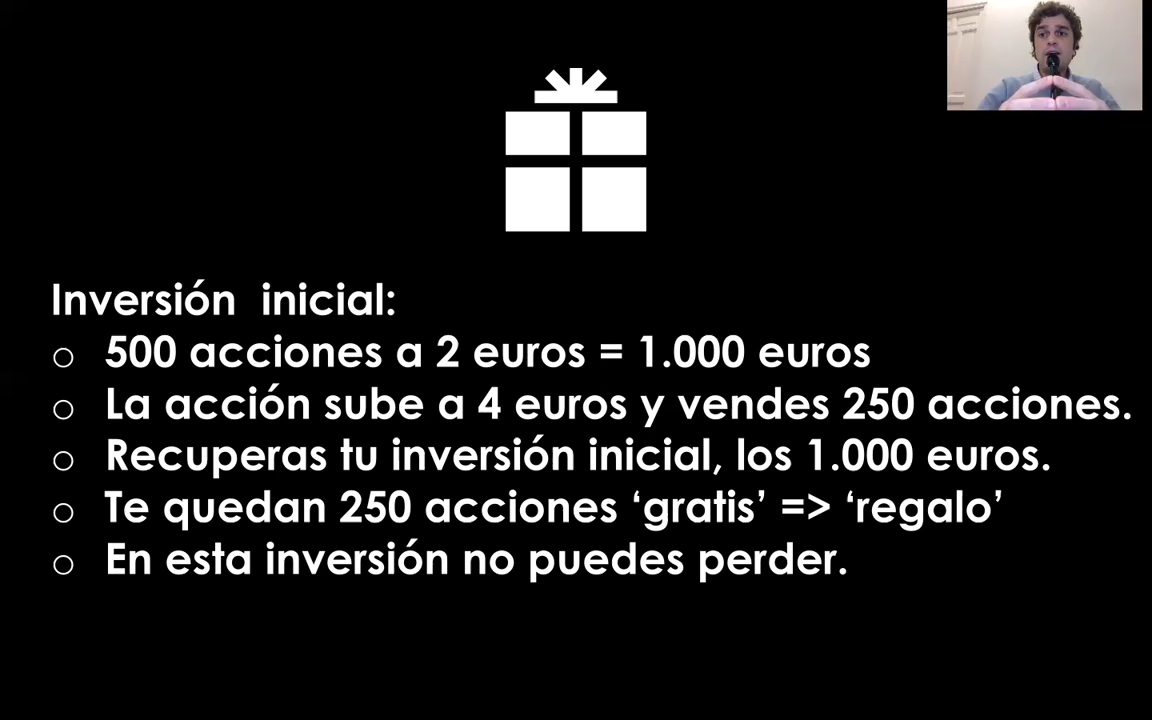 Inversión inicial:
o 500 acciones a 2 euros = 1.000 euros
o La acción sube a 4 euros y vendes 250 acciones.
o Recuperas tu inversión inicial, los 1.000 euros.
o Te quedan 250 acciones ‘gratis’ => ‘regalo’
o En esta inversión no puedes perder.